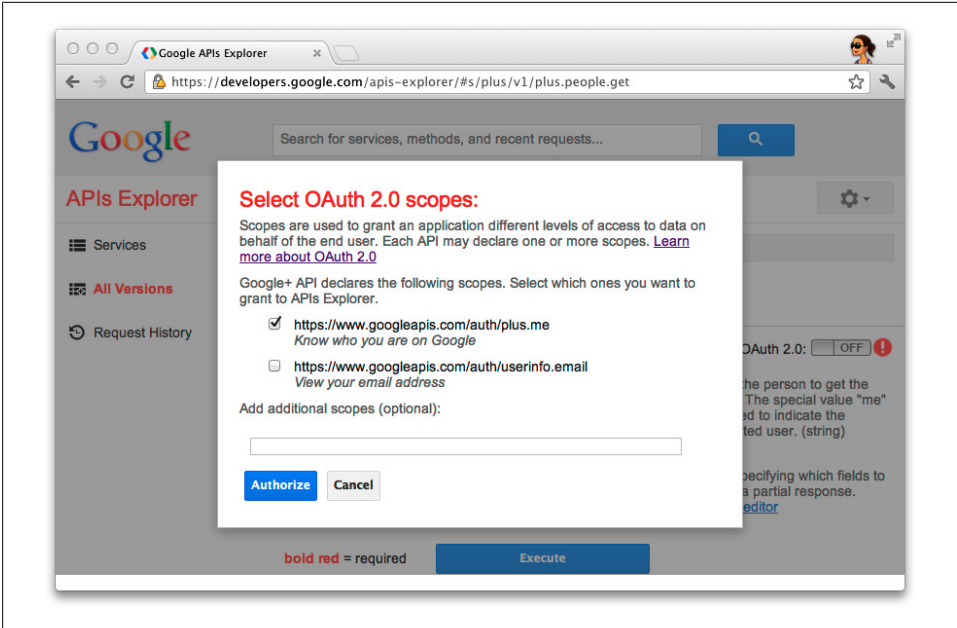 Google APIs Explorer
https://developers.google.com/apis-explorer/#s/plus/v1/plus.people.get
Google
Search for services, methods, and recent requests...
APIs Explorer
Services
All Versions
Request History
Select OAuth 2.0 scopes:
Scopes are used to grant an application different levels of access to data on
behalf of the end user. Each API may declare one or more scopes. Learn
more about OAuth 2.0
Google+ API declares the following scopes. Select which ones you want to
grant to APIs Explorer.
https://www.googleapis.com/auth/plus.me
Know who you are on Google
https://www.googleapis.com/auth/userinfo.email
View your email address
Add additional scopes (optional):
Authorize Cancel
OAuth 2.0: OFF
the person to get the
The special value "me"
ed to indicate the
ted user. (string)
pecifying which fields to
a partial response.
editor
bold red = required
Execute